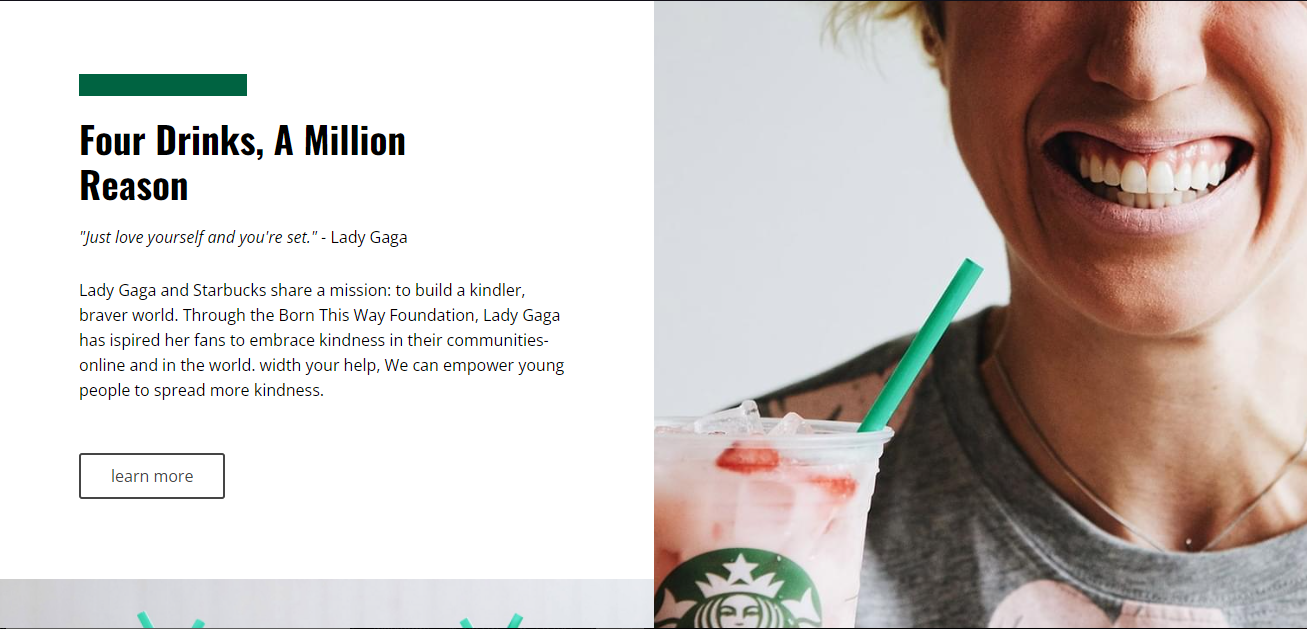 Four Drinks, A Million
Reason
"Just love yourself and you're set." - Lady Gaga
Lady Gaga and Starbucks share a mission: to build a kindler,
braver world. Through the Born This Way Foundation, Lady Gaga
has ispired her fans to embrace kindness in their communities-
online and in the world. width your help, We can empower young
people to spread more kindness.
learn more